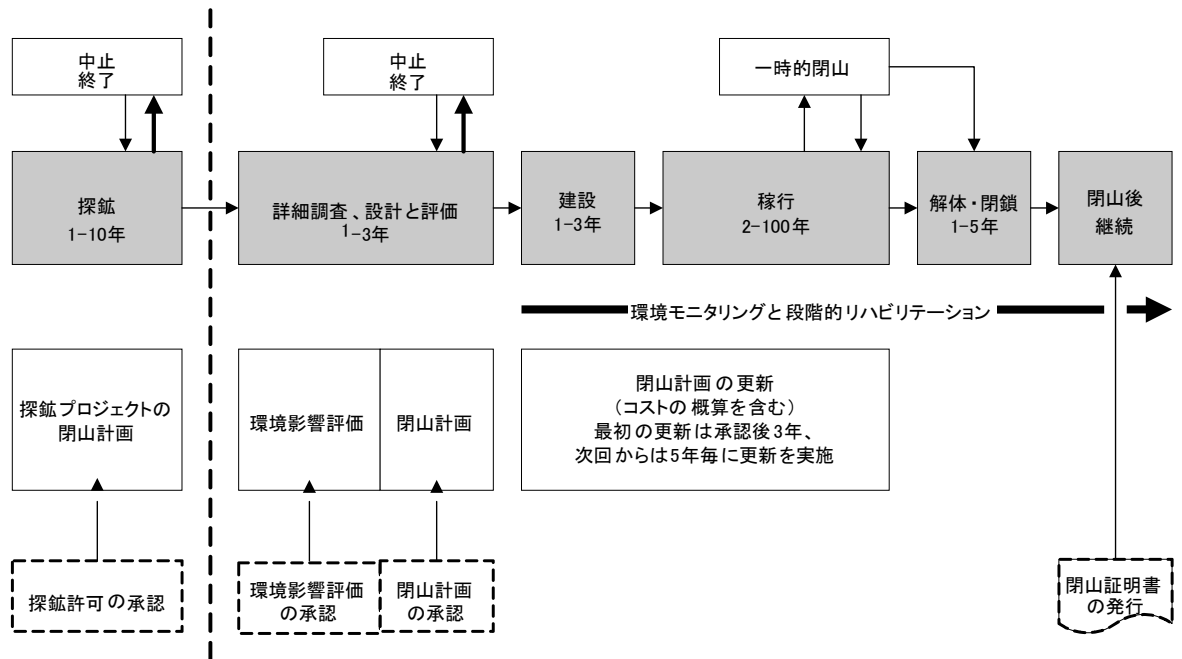 中止
終了
中止
終了
一時的閉山
探鉱
1-10年
詳細調査、設計と評価
1-3年
建設
1-3年
稼行
2-100年
解体・閉鎖
1-5年
閉山後
継続
環境モニタリングと段階的リハビリテーション
探鉱プロジェクトの
閉山計画
環境影響評価
閉山計画
閉山計画の更新
（コストの概算を含む）
最初の更新は承認後3年、
次回からは5年毎に更新を実施
探鉱許可の承認
環境影響評価
の承認
閉山計画
の承認
閉山証明書
の発行